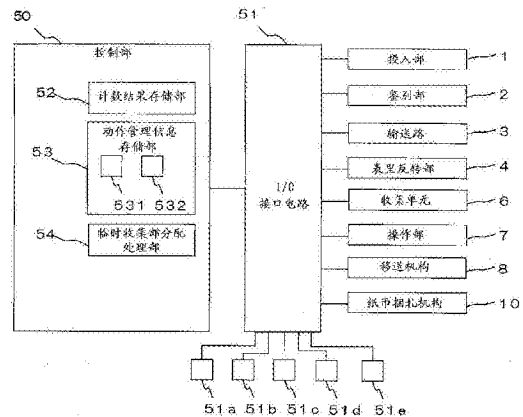 50
控制部
52
计数结果存储部
53
动作管理信息
存储部
531
532
54
临时收集部分配
处理部
51
I/O
接口电路
投入部
1
鉴别部
2
输送路
3
表里反转部
4
收集单元
6
操作部
7
移送机构
8
纸币捆扎机构
10
51a
51b
51c
51d
51e